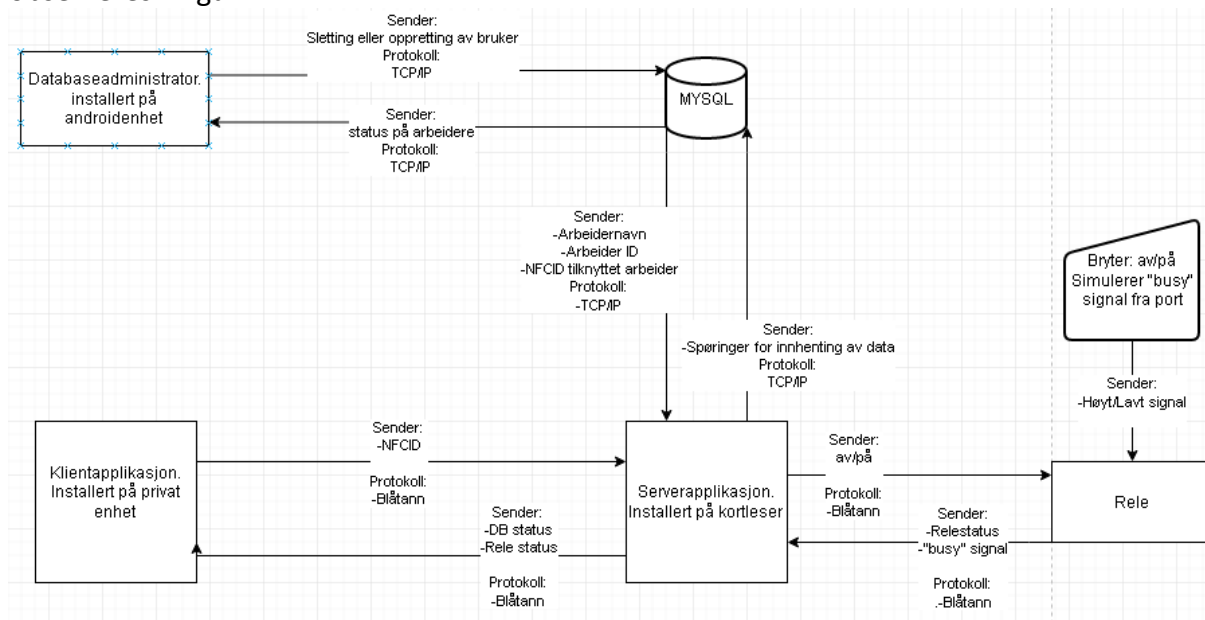 Sender:
Sletting eller oppretting av bruker
Protokoll:
TCP/IP
Databaseadministrator.
installert på
androidenhet
MYSQL
Sender:
status på arbeidere
Protokoll:
TCP/IP
Sender:
-Arbeidernavn
-Arbeider ID
-NFCID tilknyttet arbeider
Protokoll:
-TCP/IP
Bryter: av/på
Simulerer "busy"
signal fra port
Sender:
-Spøringer for innhenting av data
Protokoll:
TCP/IP
Sender:
-Høyt/Lavt signal
Klientapplikasjon.
Installert på privat
enhet
Sender:
-NFCID
Protokoll:
-Blåtann
Sender:
-DB status
-Rele status
Protokoll:
-Blåtann
Serverapplikasjon.
Installert på kortleser
Sender:
av/på
Protokoll:
-Blåtann
Sender:
-Relestatus
-"busy" signal
Protokoll:
.-Blåtann
Rele